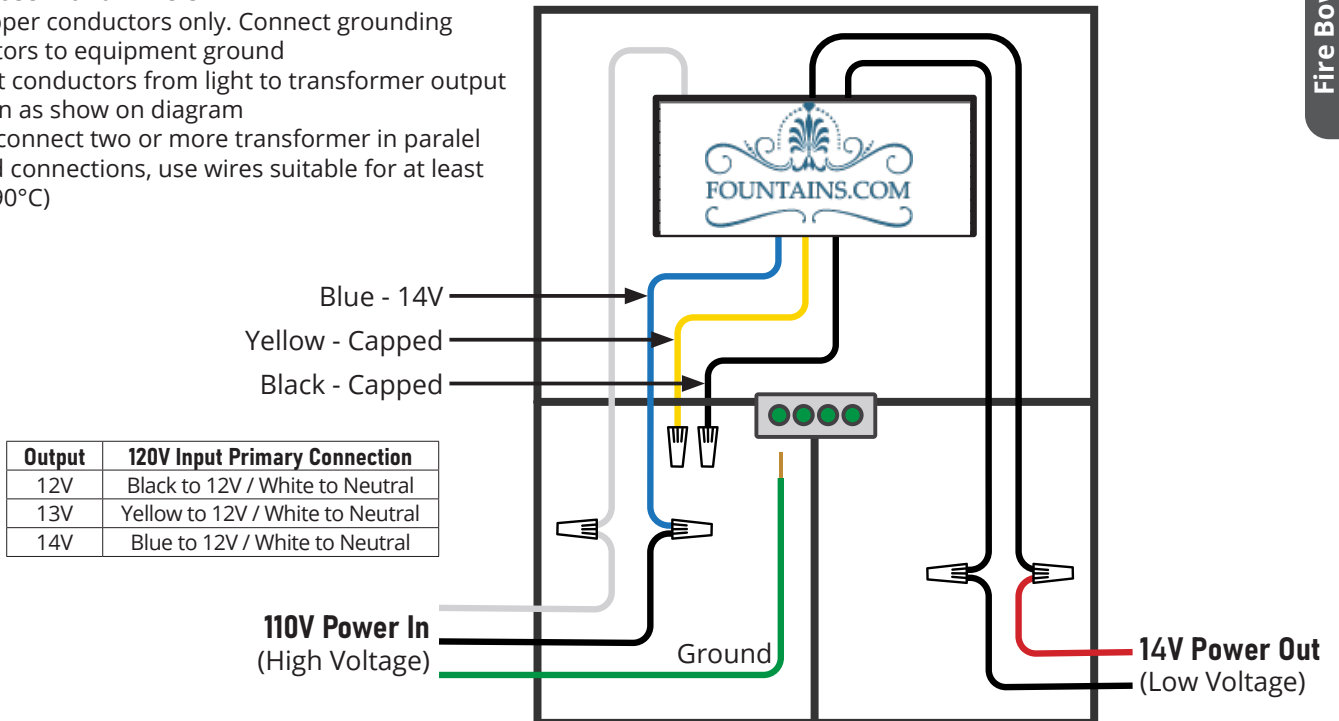 per conductors only. Connect grounding
tors to equipment ground
t conductors from light to transformer output
n as show on diagram
connect two or more transformer in paralel
d connections, use wires suitable for at least
90°C)
Fire Bo
FOUNTAINS.COM
Blue - 14V
Yellow - Capped
Black - Capped
Output 120V Input Primary Connection
12V Black to 12V / White to Neutral
13V Yellow to 12V / White to Neutral
14V Blue to 12V / White to Neutral
110V Power In
(High Voltage)
Ground
14V Power Out
(Low Voltage)